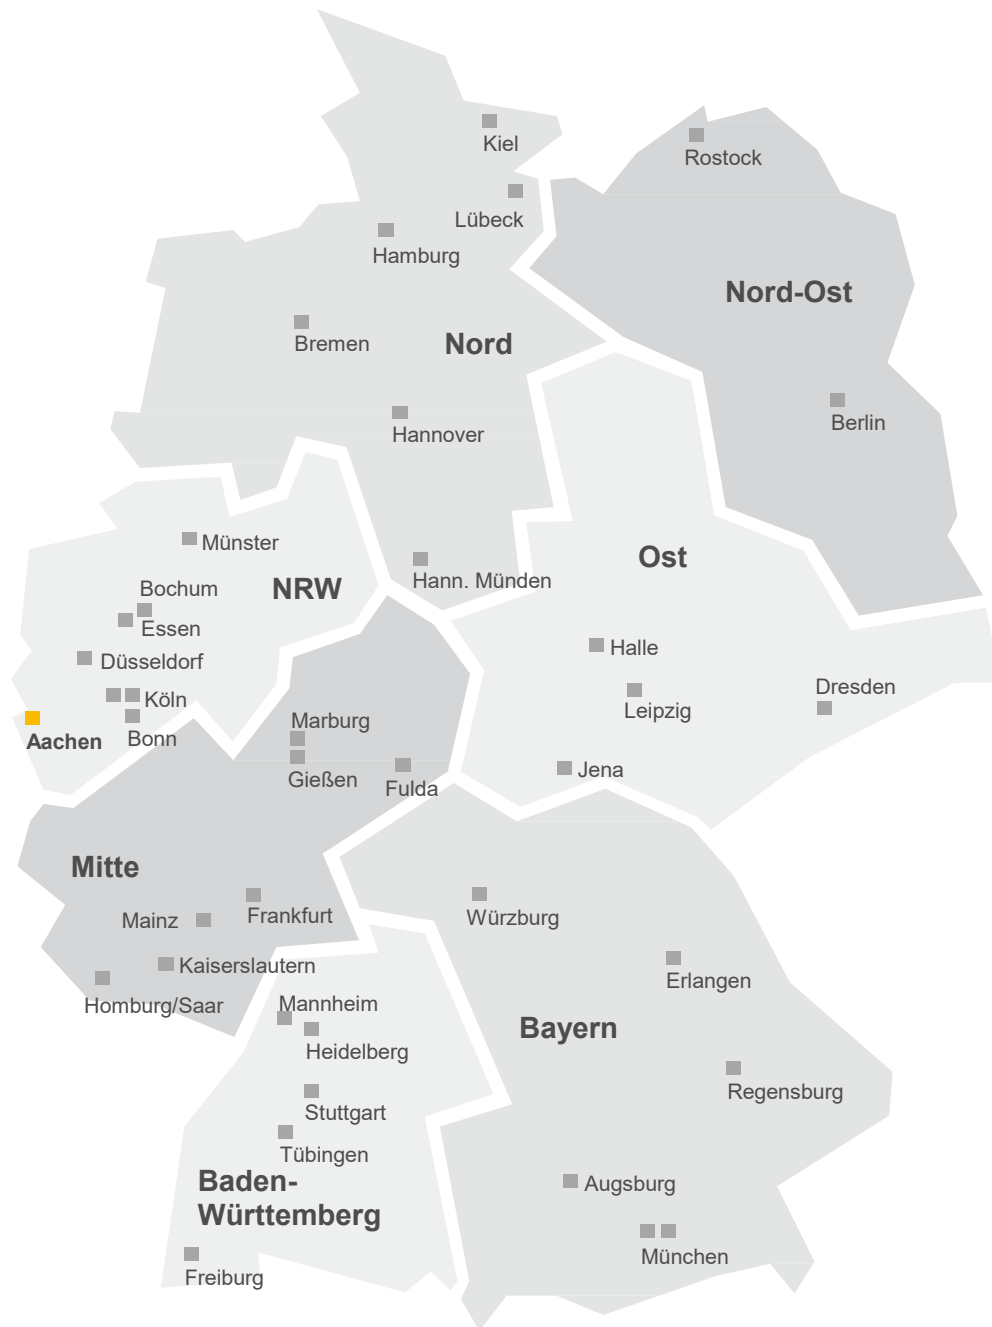 Kiel
Rostock
Lübeck
Hamburg
Nord-Ost
Bremen
Nord
Berlin
Hannover
Münster
Ost
Hann. Münden
NRW
Bochum
Essen
Halle
Düsseldorf
Dresden
Köln
Leipzig
Marburg
Bonn
Aachen
Jena
Gießen
Fulda
Mitte
Frankfurt
Mainz
Würzburg
Kaiserslautern
Erlangen
Homburg/Saar
Mannheim
Bayern
Heidelberg
Regensburg
Stuttgart
Tübingen
Baden-
Württemberg
Augsburg
München
Freiburg